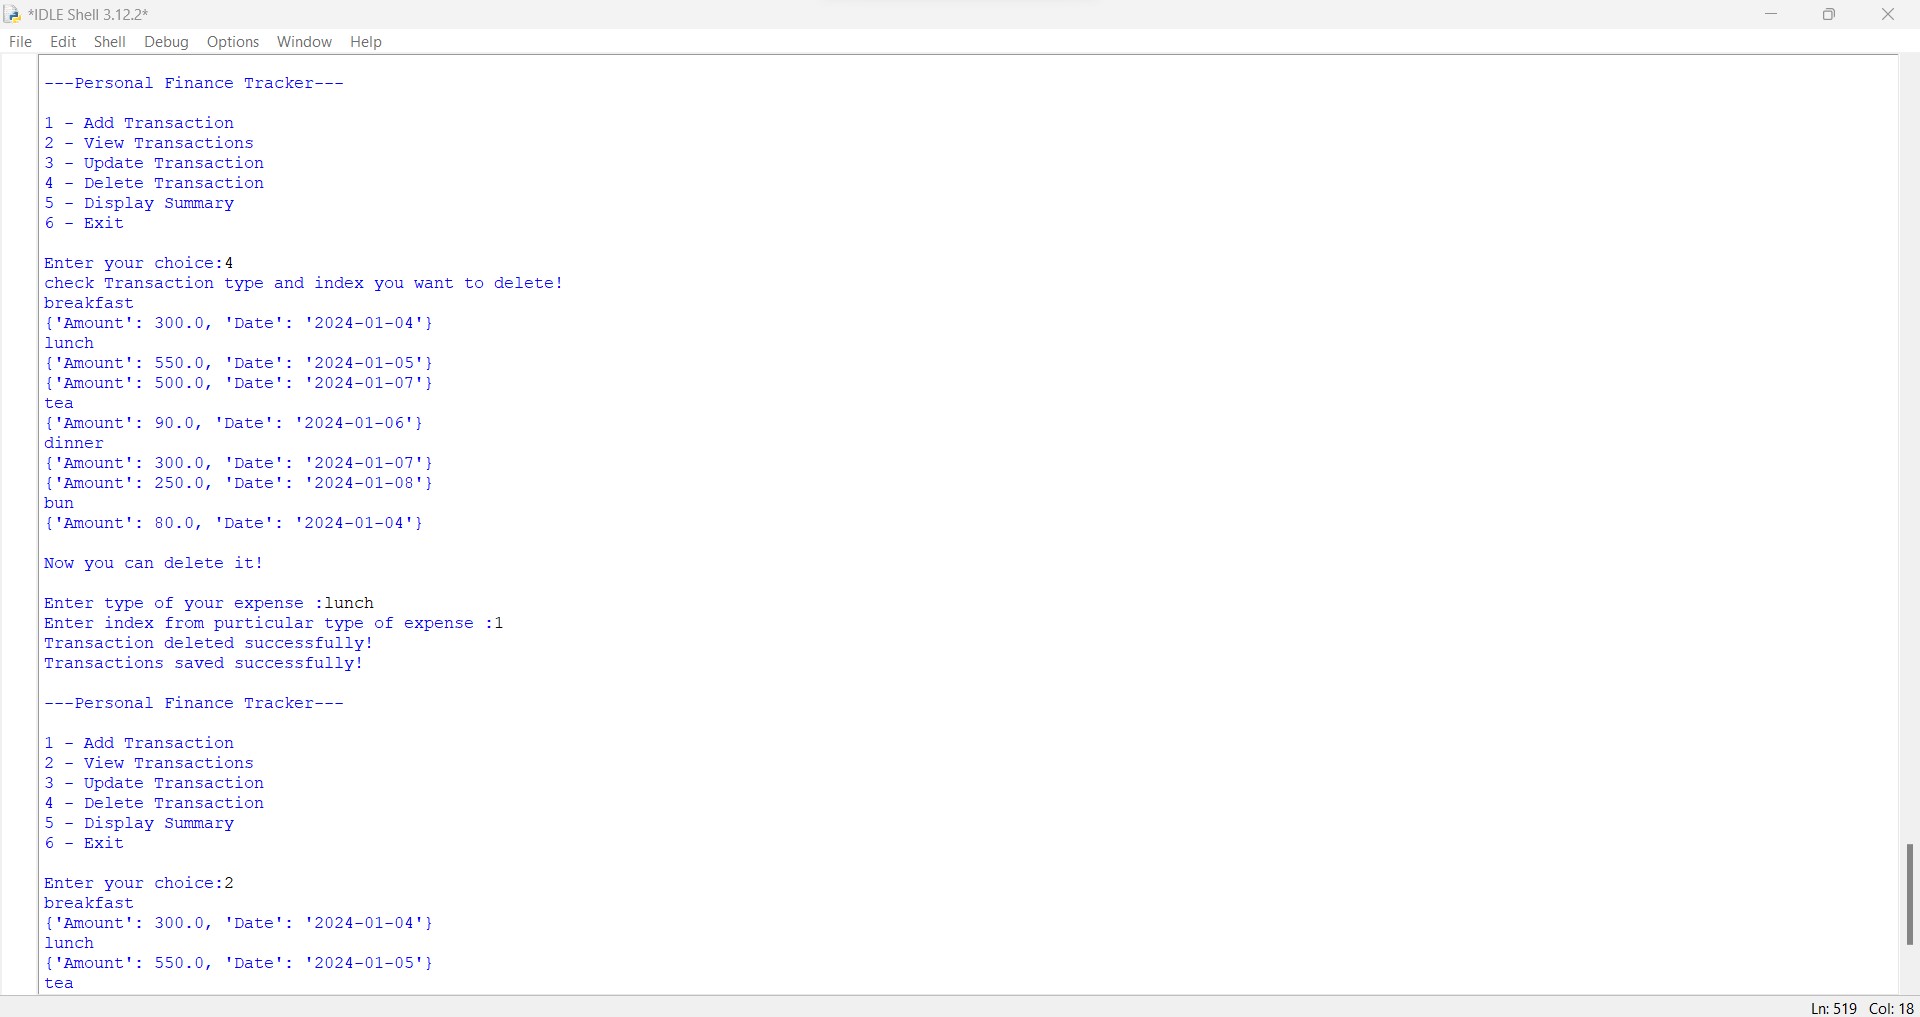 *IDLE Shell 3.12.2*
File Edit Shell Debug Options Window Help
---Personal Finance Tracker---
1 - Add Transaction
2 - View Transactions
3 - Update Transaction
4 - Delete Transaction
5 - Display Summary
6 - Exit
Enter your choice:4
check Transaction type and index you want to delete!
breakfast
{'Amount': 300.0, 'Date': '2024-01-04'}
lunch
{'Amount': 550.0, 'Date': '2024-01-05'}
{'Amount': 500.0, 'Date': '2024-01-07'}
tea
{'Amount': 90.0, 'Date': '2024-01-06'}
dinner
{'Amount': 300.0, 'Date': '2024-01-07'}
{'Amount': 250.0, 'Date': '2024-01-08'}
bun
{'Amount': 80.0, 'Date': '2024-01-04'}
Now you can delete it!
Enter type of your expense :lunch
Enter index from purticular type of expense :1
Transaction deleted successfully!
Transactions saved successfully!
---Personal Finance Tracker---
1 - Add Transaction
2 - View Transactions
3 - Update Transaction
4 - Delete Transaction
5 - Display Summary
6 - Exit
Enter your choice:2
breakfast
{'Amount': 300.0, 'Date': '2024-01-04'}
lunch
{'Amount': 550.0, 'Date': '2024-01-05'}
tea
Ln: 519 Col: 18